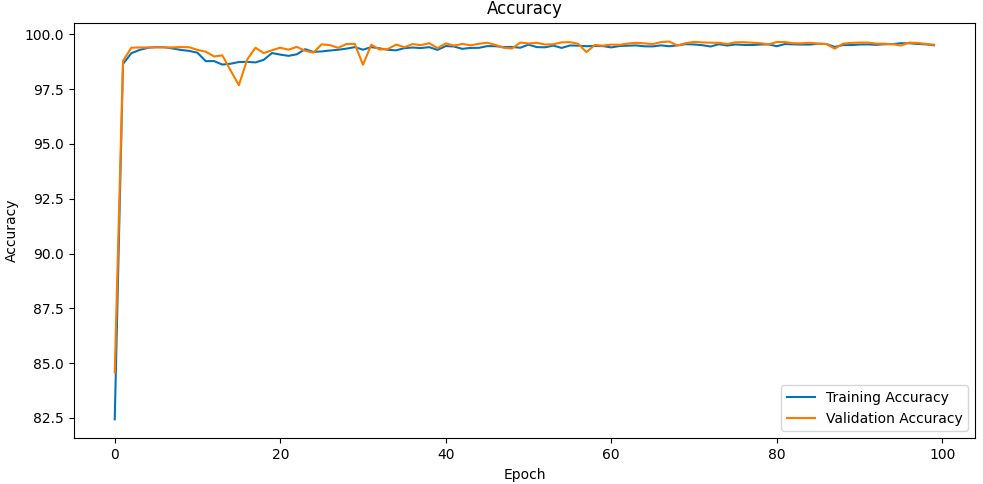 Accuracy
100.0
97.5
95.0
92.5
90.0
87.5
85.0
82.5
Accuracy
0 20 40 60 80 100
Epoch
Training Accuracy
Validation Accuracy